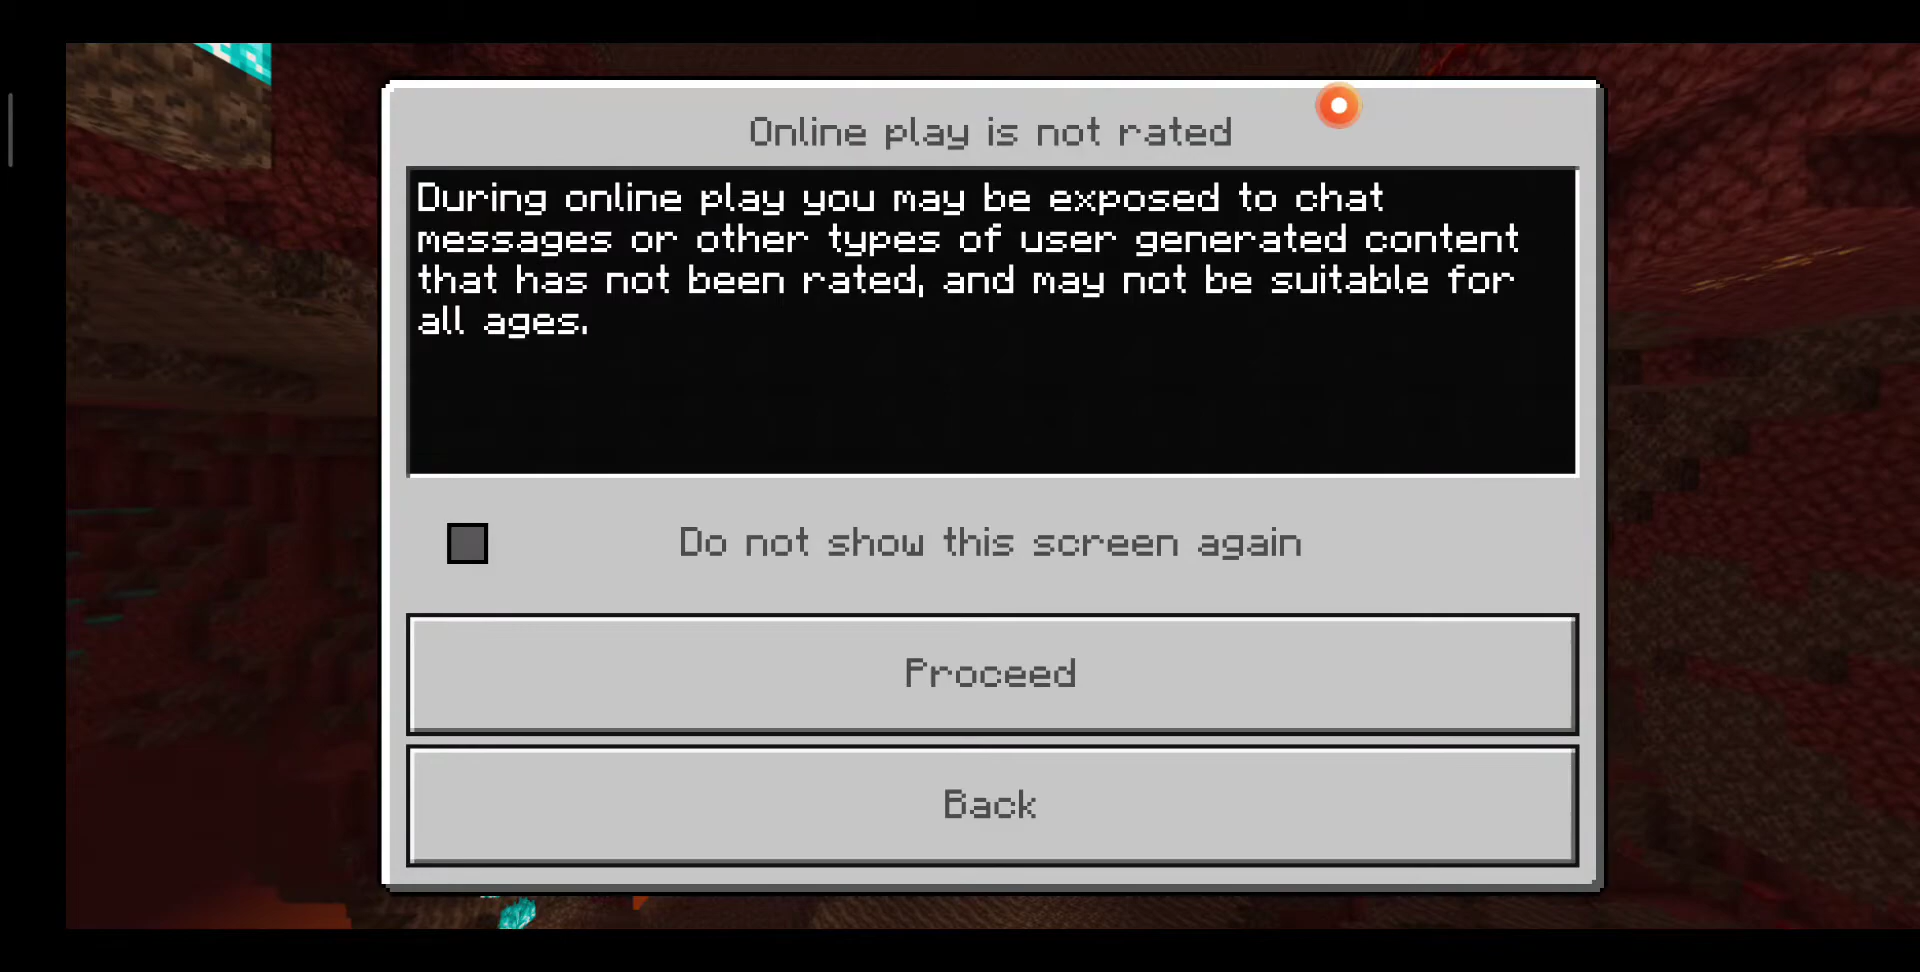 Online play is not rated
During online play you may be exposed to chat
messages or other types of user generated content
that has not been rated, and may not be suitable for
all ages.
Do not show this screen again
Proceed
Back